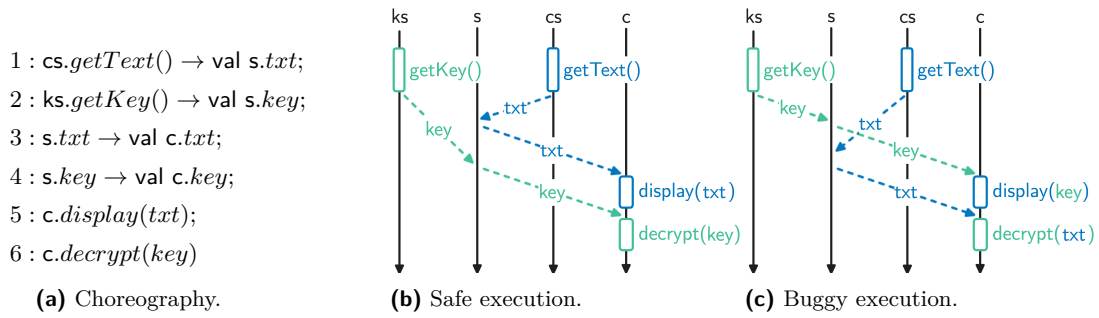 1 : cs.getText() → val s.txt;
2 : ks.getKey() → val s.key;
3 : s.txt → val c.txt;
4 : s.key → val c.key;
5 : c.display(txt);
6 : c.decrypt(key)
(a) Choreography.
ks s cs c
getKey() getText()
txt
key
txt
key
display(txt)
decrypt(key)
(b) Safe execution.
ks s cs c
getKey() getText()
key
txt
key
txt
display(key)
decrypt(txt)
(c) Buggy execution.